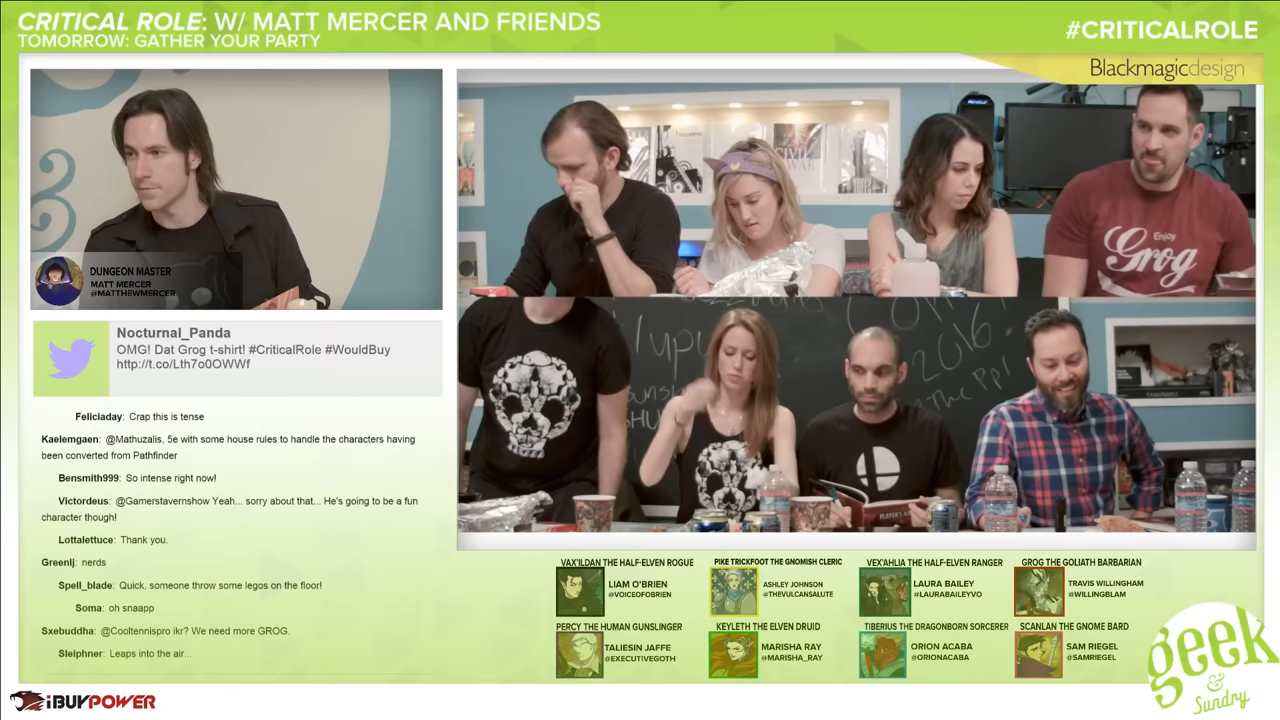 CRITICAL ROLE: W/ MATT MERCER AND FRIENDS
TOMORROW: GATHER YOUR PARTY
#CRITICALROLE
Blackmagicdesign
CIVIL
WAR
Enjoy
Grog
DUNGEON MASTER
MATT MERCER
@MATTHEWMERCER
Nocturnal_Panda
OMG! Dat Grog t-shirt! #CriticalRole #WouldBuy
http://t.co/Lth7o0OWWf
2016
the
PLAYER'S
Feliciaday: Crap this is tense
Kaelemgaen: @Mathuzalis, 5e with some house rules to handle the characters having
been converted from Pathfinder
Bensmith999: So intense right now!
Victordeus: @Gamerstavernshow Yeah... sorry about that... He's going to be a fun
character though!
Lottalettuce: Thank you.
Greenlj: nerds
Spell_blade: Quick, someone throw some legos on the floor!
Soma: oh snaapp
Sxebuddha: @Cooltennispro ikr? We need more GROG.
Sleiphner: Leaps into the air...
VAX'ILDAN THE HALF-ELVEN ROGUE
LIAM O'BRIEN
@VOICEOFOBRIEN
PIKE TRICKFOOT THE GNOMISH CLERIC
ASHLEY JOHNSON
@THEVULCANSALUTE
VEX'AHLIA THE HALF-ELVEN RANGER
LAURA BAILEY
@LAURABAILEYVO
GROG THE GOLIATH BARBARIAN
TRAVIS WILLINGHAM
@WILLINGBLAM
PERCY THE HUMAN GUNSLINGER
TALIESIN JAFFE
@EXECUTIVEGOTH
KEYLETH THE ELVEN DRUID
MARISHA RAY
@MARISHA_RAY
TIBERIUS THE DRAGONBORN SORCERER
ORION ACABA
@ORIONACABA
SCANLAN THE GNOME BARD
SAM RIEGEL
@SAMRIEGEL
geek
&
Sundry
iBUYPOWER